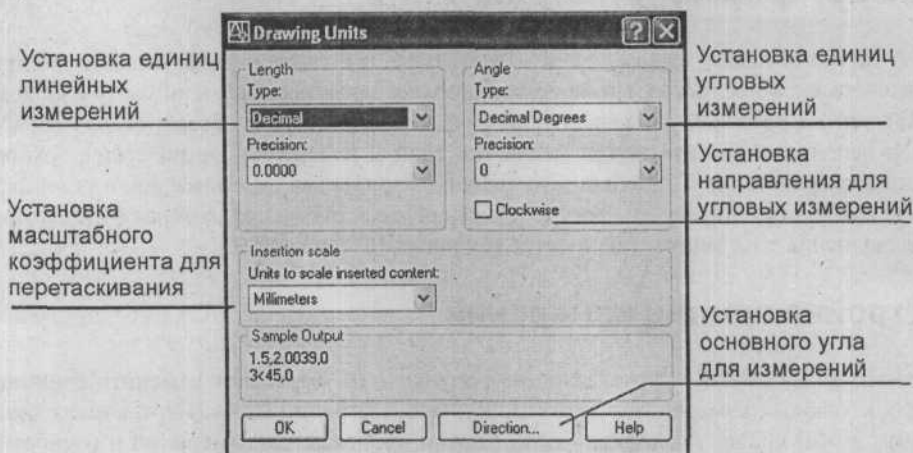 Drawing Units
Установка единиц
линейных
измерений
Length
Type:
Decimal
Precision:
0.0000
Angle
Type:
Decimal Degrees
Precision:
0
Clockwise
Установка единиц
угловых
измерений
Установка
направления для
угловых измерений
Установка
масштабного
коэффициента для
перетаскивания
Insertion scale
Units to scale inserted content:
Millimeters
Sample Output
1.5,2.0039,0
3<45,0
Установка
основного угла
для измерений
OK
Cancel
Direction...
Help